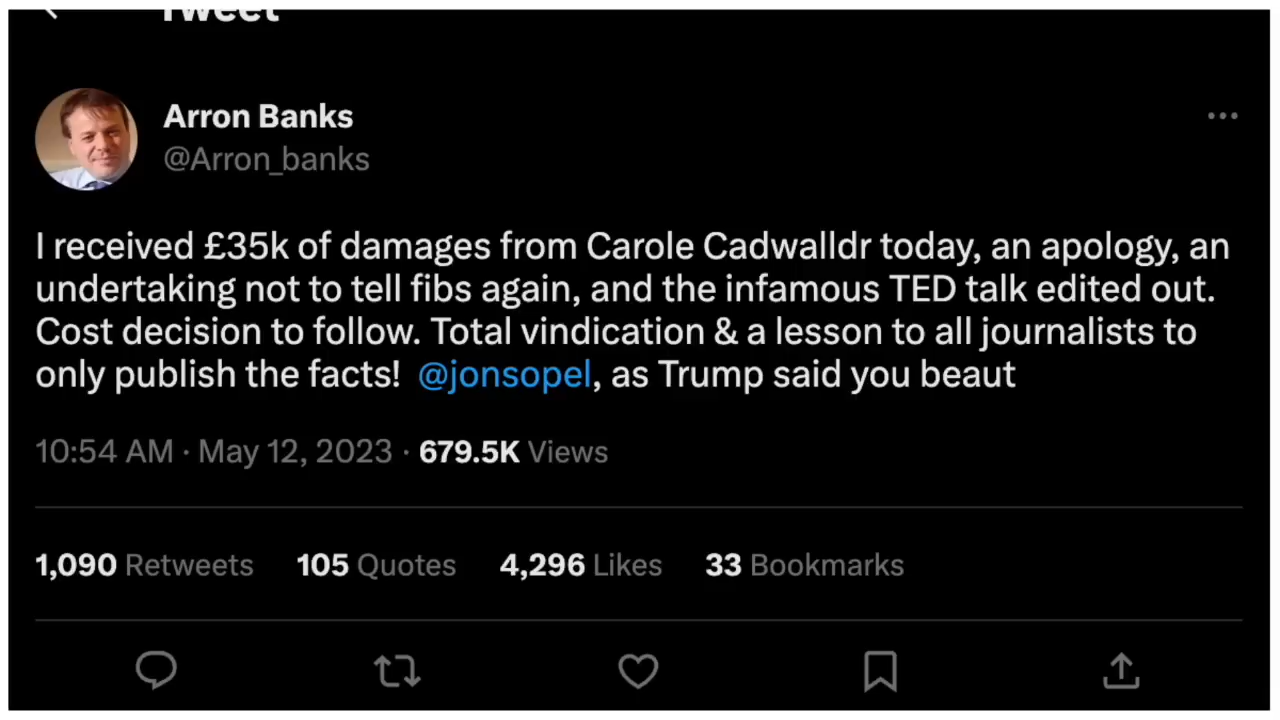 Tweet
Arron Banks
@Arron_banks
I received £35k of damages from Carole Cadwalldr today, an apology, an
undertaking not to tell fibs again, and the infamous TED talk edited out.
Cost decision to follow. Total vindication & a lesson to all journalists to
only publish the facts! @jonsopel, as Trump said you beaut
10:54 AM · May 12, 2023 · 679.5K Views
1,090 Retweets 105 Quotes 4,296 Likes 33 Bookmarks